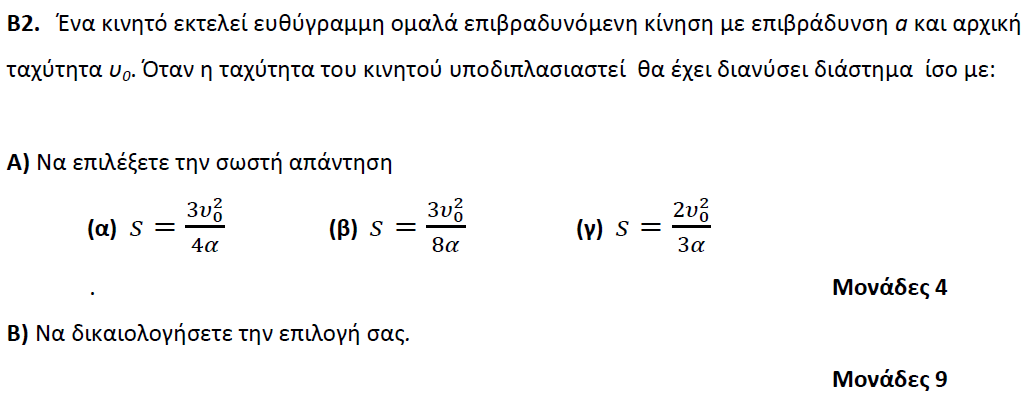 Β2. Ένα κινητό εκτελεί ευθύγραμμη ομαλά επιβραδυνόμενη κίνηση με επιβράδυνση α και αρχική
ταχύτητα υ₀. Όταν η ταχύτητα του κινητού υποδιπλασιαστεί θα έχει διανύσει διάστημα ίσο με:
Α) Να επιλέξετε την σωστή απάντηση
(α) S = 3υ₀²/4α (β) S = 3υ₀²/8α (γ) S = 2υ₀²/3α
.
Μονάδες 4
Β) Να δικαιολογήσετε την επιλογή σας.
Μονάδες 9